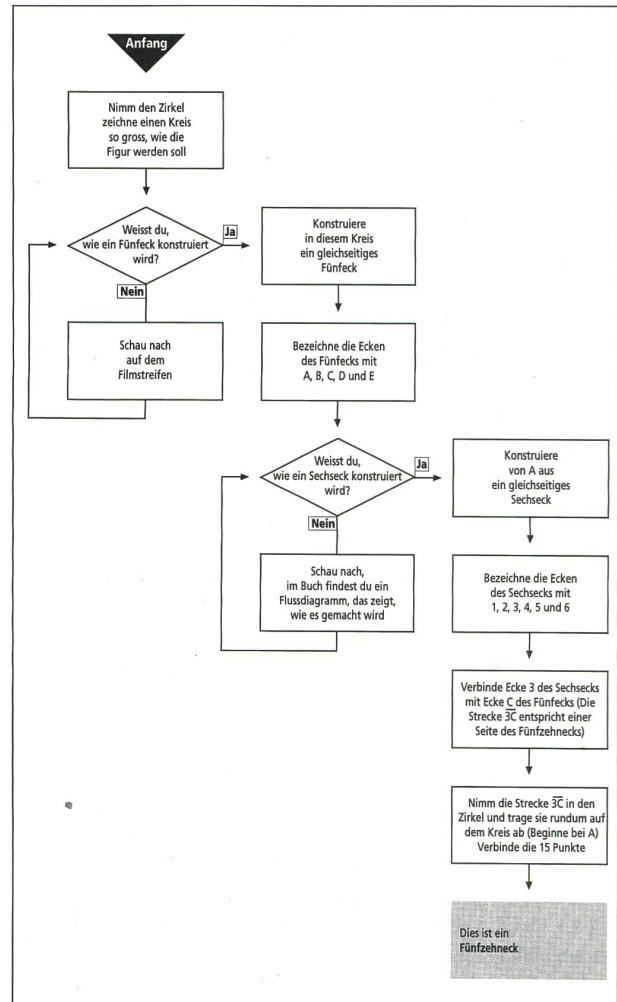 Anfang
Nimm den Zirkel
zeichne einen Kreis
so gross, wie die
Figur werden soll
Weisst du,
wie ein Fünfeck konstruiert
wird?
Ja
Nein
Konstruiere
in diesem Kreis
ein gleichseitiges
Fünfeck
Schau nach
auf dem
Filmstreifen
Bezeichne die Ecken
des Fünfecks mit
A, B, C, D und E
Weisst du,
wie ein Sechseck konstruiert
wird?
Ja
Nein
Konstruiere
von A aus
ein gleichseitiges
Sechseck
Schau nach,
im Buch findest du ein
Flussdiagramm, das zeigt,
wie es gemacht wird
Bezeichne die Ecken
des Sechsecks mit
1, 2, 3, 4, 5 und 6
Verbinde Ecke 3 des Sechsecks
mit Ecke C des Fünfecks (Die
Strecke 3̅C̅ entspricht einer
Seite des Fünfzehnecks)
Nimm die Strecke 3̅C̅ in den
Zirkel und trage sie rundum auf
dem Kreis ab (Beginne bei A)
Verbinde die 15 Punkte
Dies ist ein
Fünfzehneck